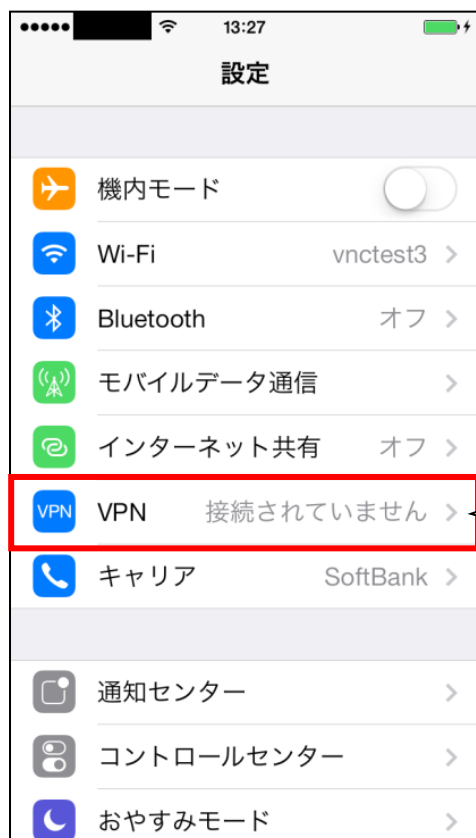 13:27
設定
機内モード
Wi-Fi vnctest3
Bluetooth オフ
モバイルデータ通信
インターネット共有 オフ
VPN VPN 接続されていません
キャリア SoftBank
通知センター
コントロールセンター
おやすみモード